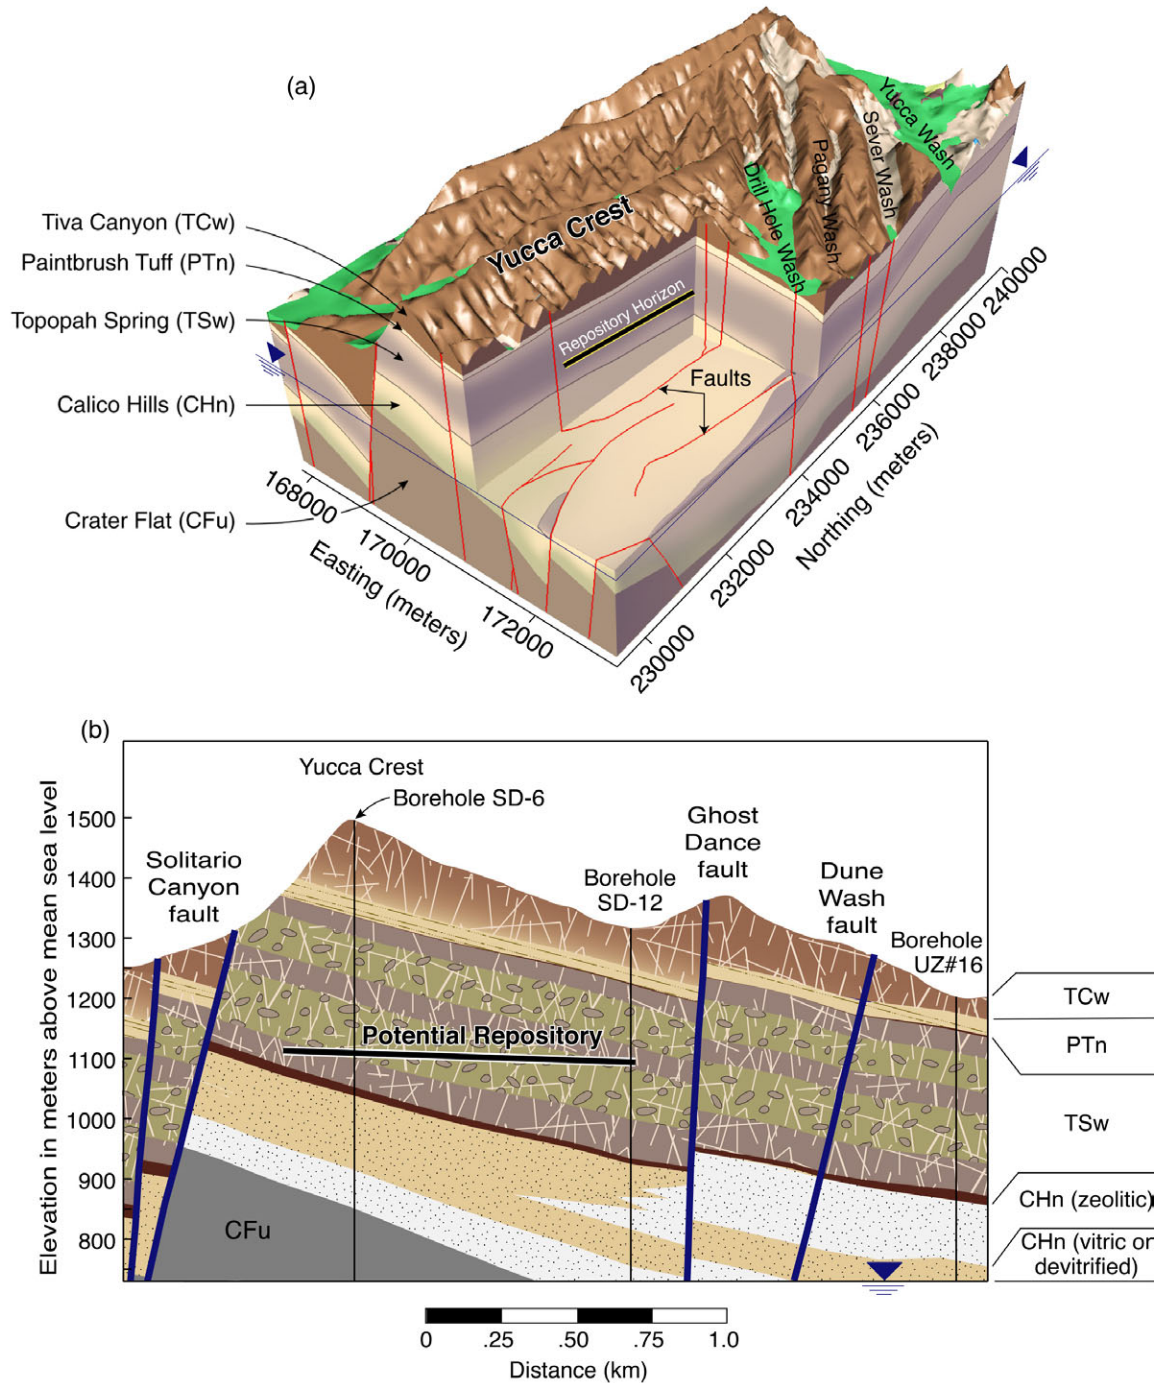 (a)
Yucca Wash
Sever Wash
Pagany Wash
Drill Hole Wash
Yucca Crest
Tiva Canyon (TCw)
Paintbrush Tuff (PTn)
Topopah Spring (TSw)
Calico Hills (CHn)
Crater Flat (CFu)
Repository Horizon
Faults
168000
170000
172000
Easting (meters)
230000
232000
234000
236000
238000
240000
Northing (meters)
(b)
Elevation in meters above mean sea level
1500
1400
1300
1200
1100
1000
900
800
Yucca Crest
Borehole SD-6
Solitario
Canyon
fault
Borehole
SD-12
Ghost
Dance
fault
Dune
Wash
fault
Borehole
UZ#16
Potential Repository
CFu
TCw
PTn
TSw
CHn (zeolitic)
CHn (vitric or
devitrified)
0
.25
.50
.75
1.0
Distance (km)